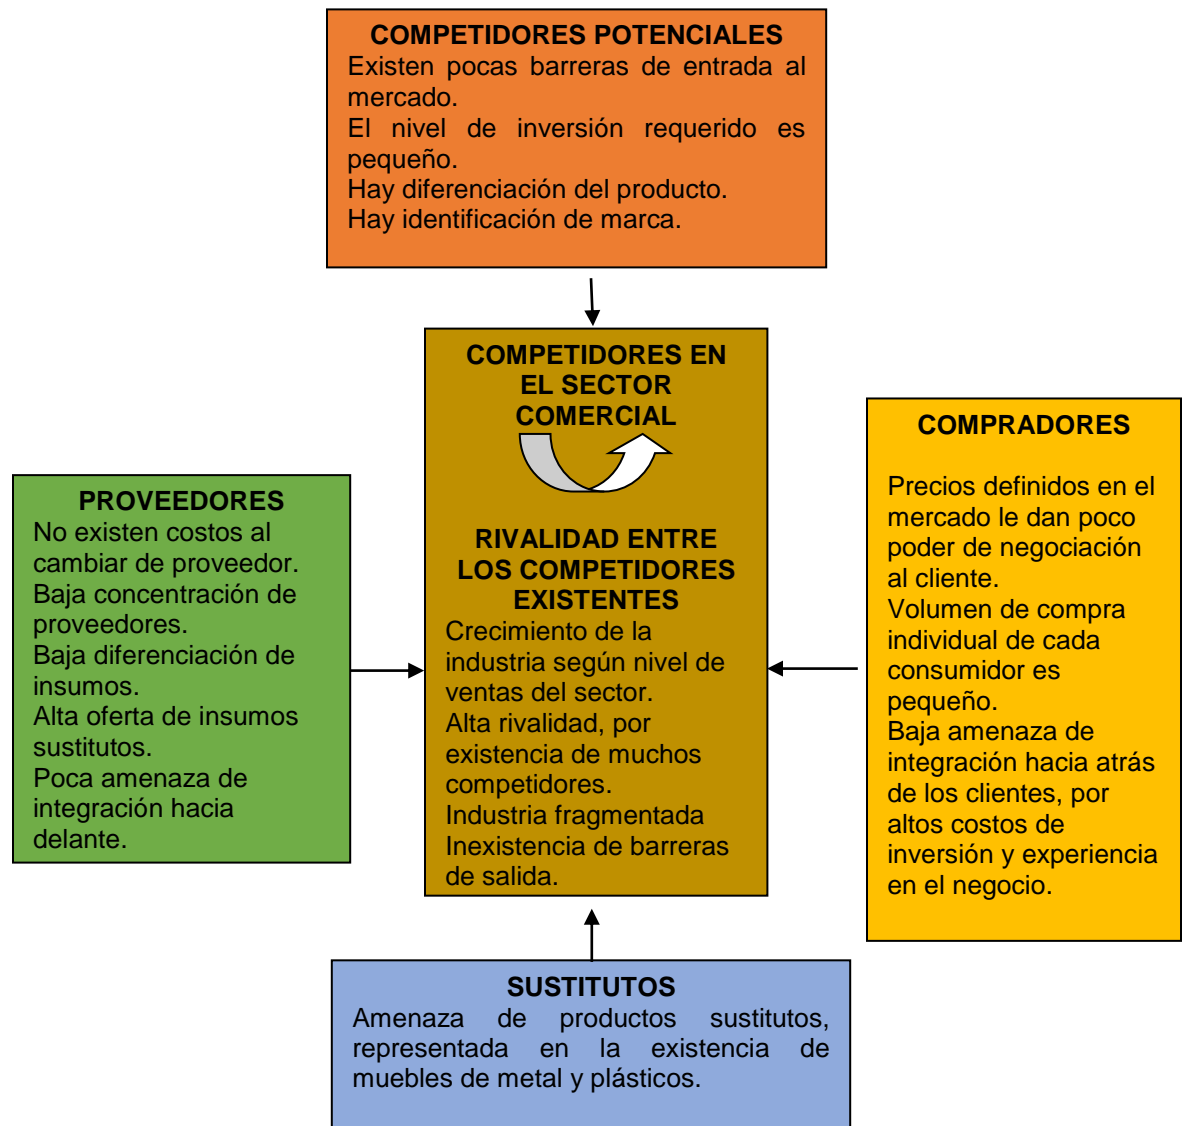 COMPETIDORES POTENCIALES
Existen pocas barreras de entrada al
mercado.
El nivel de inversión requerido es
pequeño.
Hay diferenciación del producto.
Hay identificación de marca.
COMPETIDORES EN
EL SECTOR
COMERCIAL
RIVALIDAD ENTRE
LOS COMPETIDORES
EXISTENTES
Crecimiento de la
industria según nivel de
ventas del sector.
Alta rivalidad, por
existencia de muchos
competidores.
Industria fragmentada
Inexistencia de barreras
de salida.
PROVEEDORES
No existen costos al
cambiar de proveedor.
Baja concentración de
proveedores.
Baja diferenciación de
insumos.
Alta oferta de insumos
sustitutos.
Poca amenaza de
integración hacia
delante.
COMPRADORES
Precios definidos en el
mercado le dan poco
poder de negociación
al cliente.
Volumen de compra
individual de cada
consumidor es
pequeño.
Baja amenaza de
integración hacia atrás
de los clientes, por
altos costos de
inversión y experiencia
en el negocio.
SUSTITUTOS
Amenaza de productos sustitutos,
representada en la existencia de
muebles de metal y plásticos.